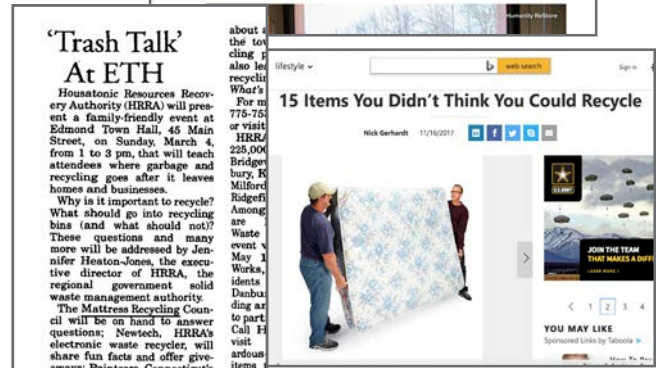 Humanity ReStore
'Trash Talk'
At ETH
Housatonic Resources Recov-
ery Authority (HRRA) will pres-
ent a family-friendly event at
Edmond Town Hall, 45 Main
Street, on Sunday, March 4,
from 1 to 3 pm, that will teach
attendees where garbage and
recycling goes after it leaves
homes and businesses.
Why is it important to recycle?
What should go into recycling
bins (and what should not)?
These questions and many
more will be addressed by Jen-
nifer Heaton-Jones, the execu-
tive director of HRRA, the
regional government solid
waste management authority.
The Mattress Recycling Coun-
cil will be on hand to answer
questions; Newtech, HRRA's
electronic waste recycler, will
share fun facts and offer give-
about a
the tow
cling p
also lea
recyclin
What's
For m
775-75
or visit
HRRA
225,00
Bridge
bury, K
Milford
Ridgefi
Among
are
Waste
event v
May 1
Works,
idents
Danbu
ding an
to part
Call H
visit
ardous-
items
lifestyle
web search
Sign in
15 Items You Didn't Think You Could Recycle
Nick Gerhardt 11/16/2017
U.S. ARMY
JOIN THE TEAM
THAT MAKES A DIFF
LEARN MORE
1 2 3 4
YOU MAY LIKE
Sponsored Links by Taboola >